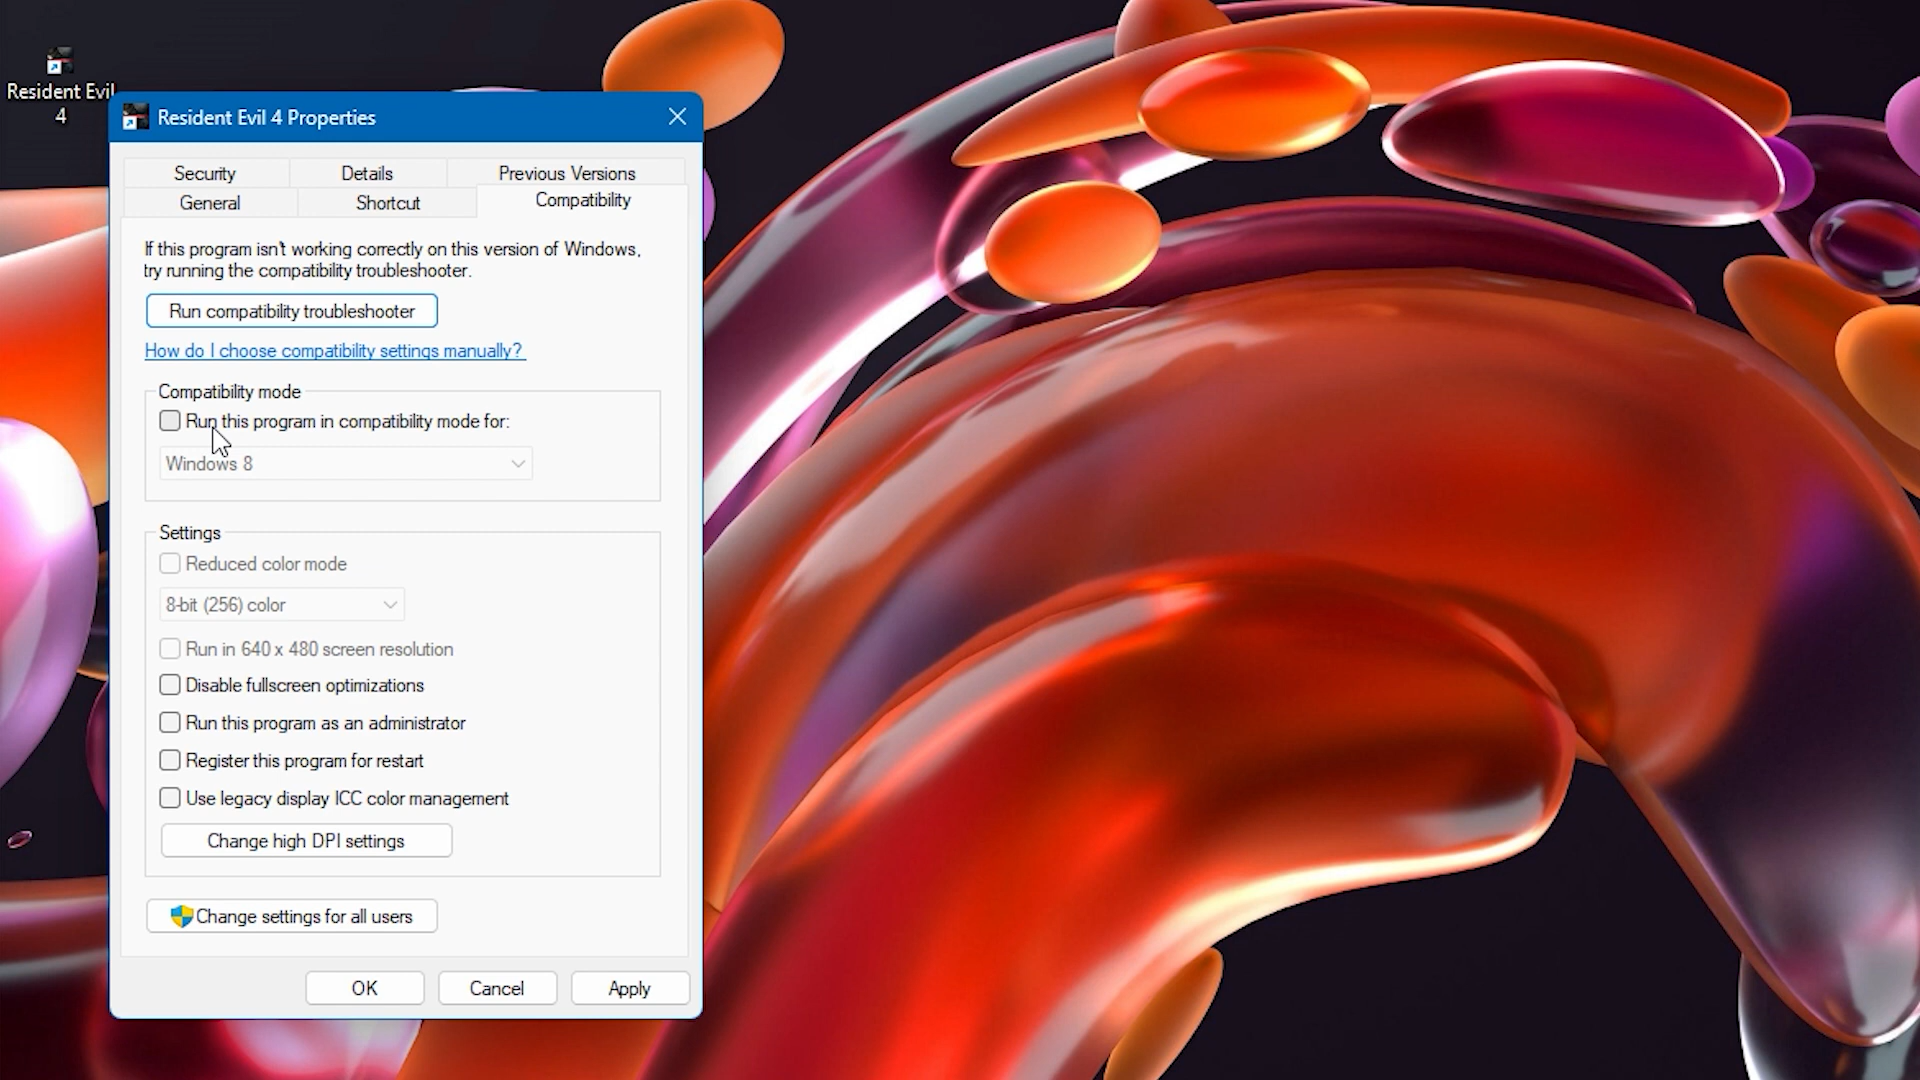 Resident Evil
4
Resident Evil 4 Properties
Security
Details
Previous Versions
General
Shortcut
Compatibility
If this program isn't working correctly on this version of Windows,
try running the compatibility troubleshooter.
Run compatibility troubleshooter
How do I choose compatibility settings manually?
Compatibility mode
Run this program in compatibility mode for:
Windows 8
Settings
Reduced color mode
8-bit (256) color
Run in 640 x 480 screen resolution
Disable fullscreen optimizations
Run this program as an administrator
Register this program for restart
Use legacy display ICC color management
Change high DPI settings
Change settings for all users
OK
Cancel
Apply